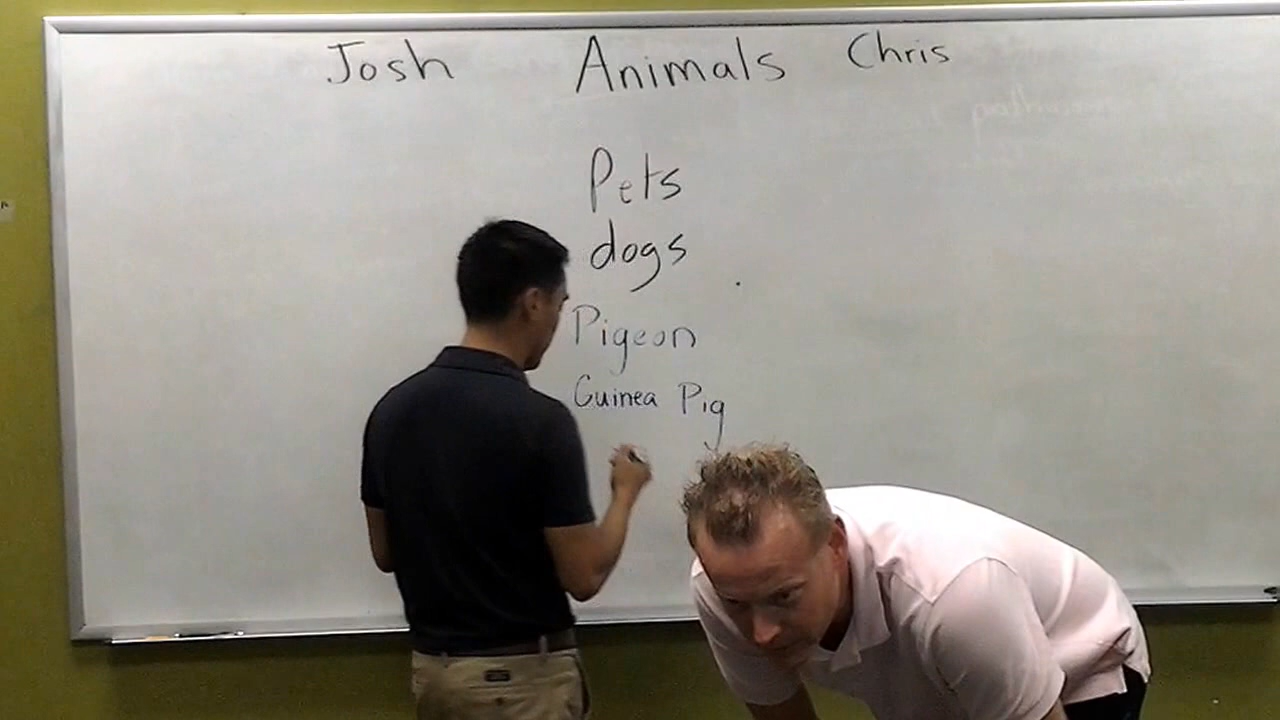 Josh Animals Chris
Pets
dogs
Pigeon
Guinea Pig